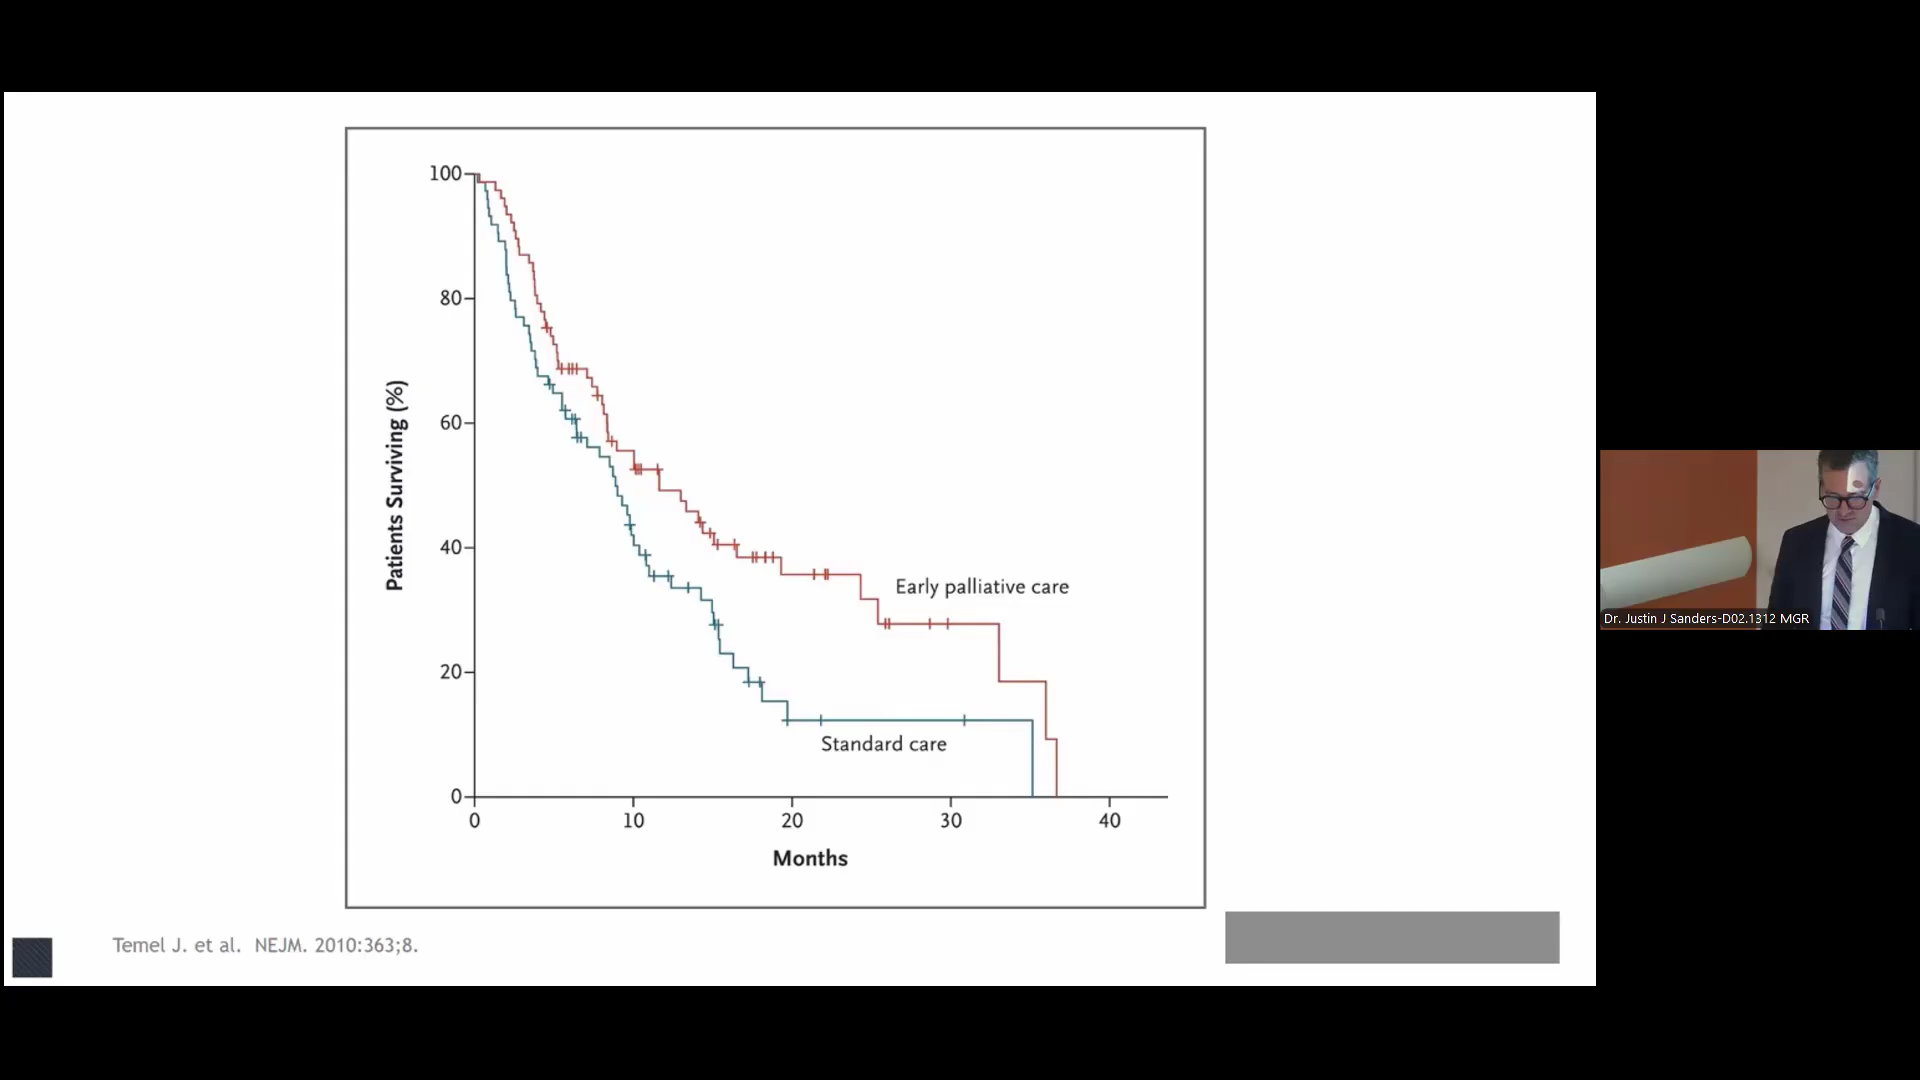 100
80
60
40
20
0
Patients Surviving (%)
Early palliative care
Standard care
0 10 20 30 40
Months
Temel J. et al. NEJM. 2010:363;8.
Dr. Justin J Sanders-D02.1312 MGR